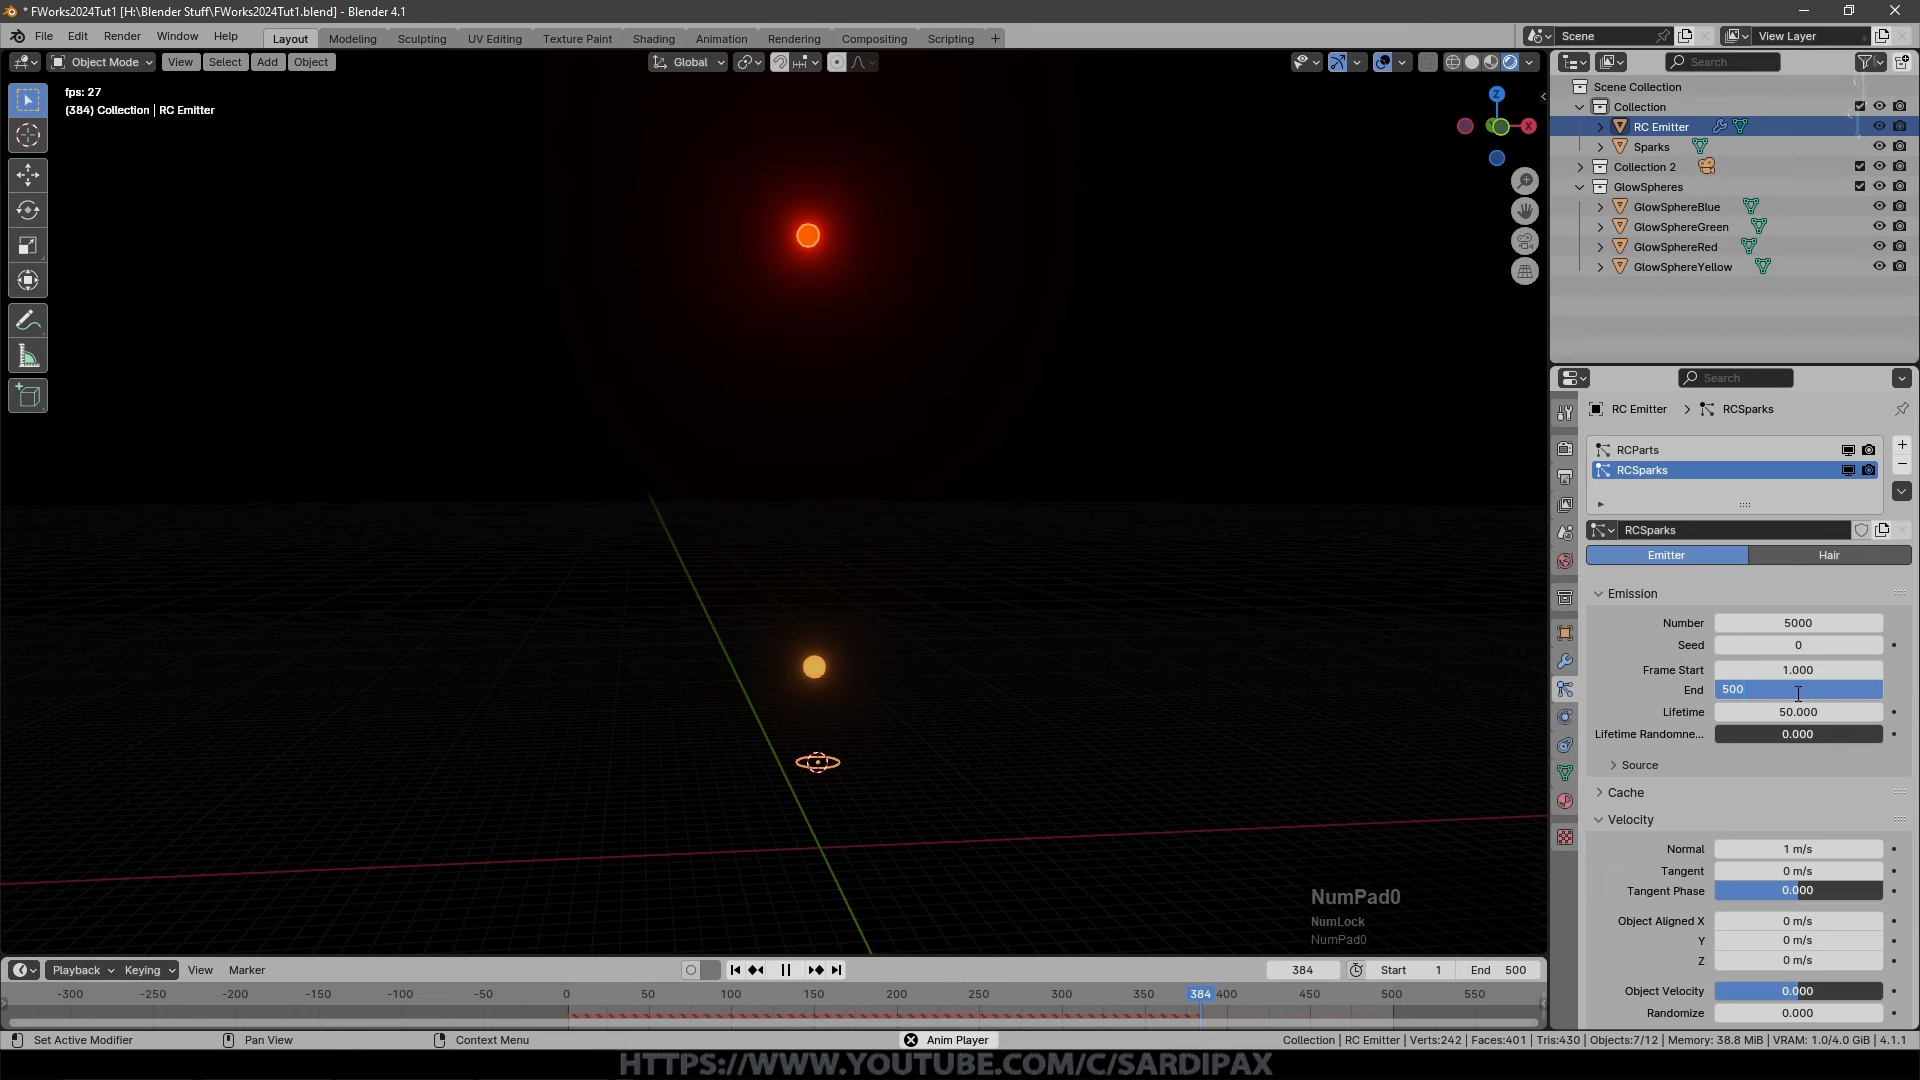 * FWorks2024Tut1 [H:\Blender Stuff\FWorks2024Tut1.blend] - Blender 4.1
File Edit Render Window Help Layout Modeling Sculpting UV Editing Texture Paint Shading Animation Rendering Compositing Scripting Scene View Layer
Object Mode View Select Add Object Global Search
fps: 27
(384) Collection | RC Emitter
Z
X
Scene Collection
Collection
RC Emitter
Sparks
Collection 2
GlowSpheres
GlowSphereBlue
GlowSphereGreen
GlowSphereRed
GlowSphereYellow
Search
RC Emitter > RCSparks
RCParts
RCSparks
RCSparks
Emitter Hair
Emission
Number 5000
Seed 0
Frame Start 1.000
End 500
Lifetime 50.000
Lifetime Randomne... 0.000
Source
Cache
Velocity
Normal 1 m/s
Tangent 0 m/s
Tangent Phase 0.000
Object Aligned X 0 m/s
Y 0 m/s
Z 0 m/s
Object Velocity 0.000
Randomize 0.000
NumPad0
NumLock
NumPad0
Playback Keying View Marker 384 Start 1 End 500
-300 -250 -200 -150 -100 -50 0 50 100 150 200 250 300 350 384 400 450 500 550
Set Active Modifier Pan View Context Menu Anim Player Collection | RC Emitter | Verts:242 | Faces:401 | Tris:430 | Objects:7/12 | Memory: 38.8 MiB | VRAM: 1.0/4.0 GiB | 4.1.1
HTTPS://WWW.YOUTUBE.COM/C/SARDIPAX